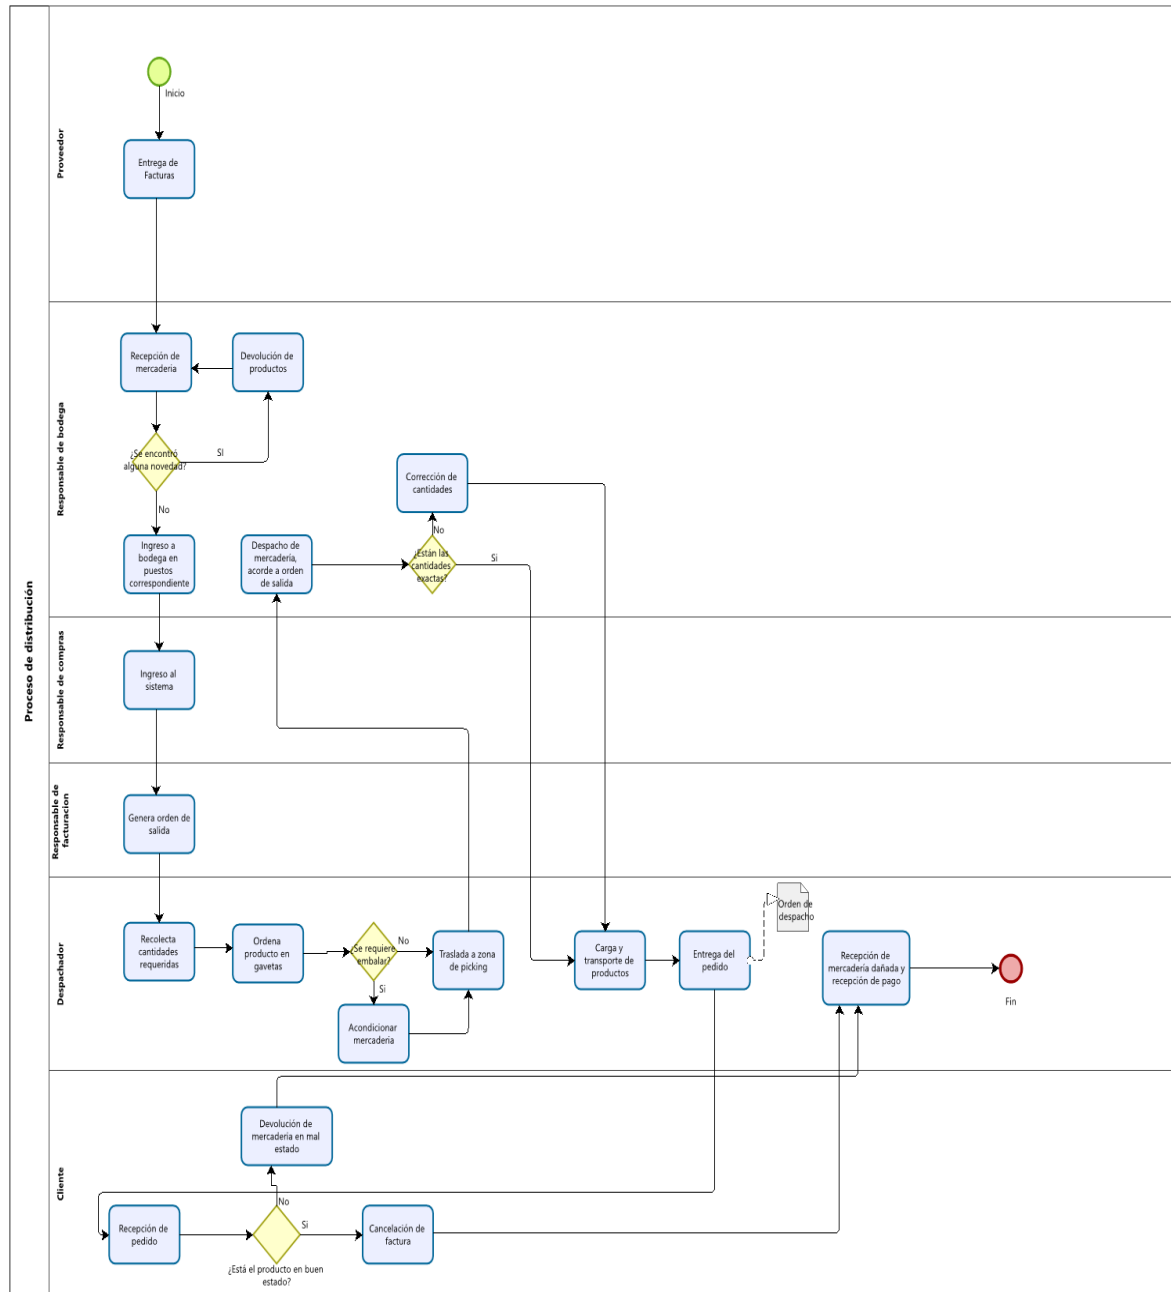 Proceso de distribución
Proveedor
Inicio
Entrega de
Facturas
Responsable de bodega
Recepción de
mercaderia
Devolución de
productos
¿Se encontró
alguna novedad?
SI
No
Ingreso a
bodega en
puestos
correspondiente
Despacho de
mercadería,
acorde a orden
de salida
Corrección de
cantidades
No
¿Están las
cantidades
exactas?
Si
Responsable de compras
Ingreso al
sistema
Responsable de
facturacion
Genera orden de
salida
Despachador
Recolecta
cantidades
requeridas
Ordena
producto en
gavetas
¿Se requiere
embalar?
No
Si
Acondicionar
mercaderia
Traslada a zona
de picking
Carga y
transporte de
productos
Entrega del
pedido
Orden de
despacho
Recepción de
mercadería dañada y
recepción de pago
Fin
Cliente
Devolución de
mercaderia en mal
estado
No
Recepción de
pedido
¿Está el producto en buen
estado?
Si
Cancelación de
factura